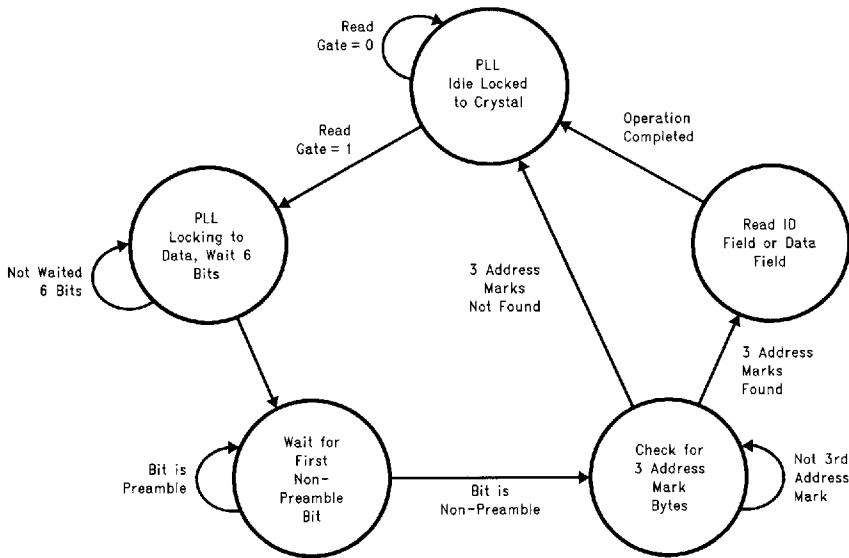 Read
Gate = 0
PLL
Idle Locked
to Crystal
Read
Gate = 1
Operation
Completed
PLL
Locking to
Data, Wait 6
Bits
Not Waited
6 Bits
3 Address
Marks
Not Found
Read ID
Field or Data
Field
3 Address
Marks
Found
Bit is
Preamble
Wait for
First
Non-
Preamble
Bit
Bit is
Non-Preamble
Check for
3 Address
Mark
Bytes
Not 3rd
Address
Mark